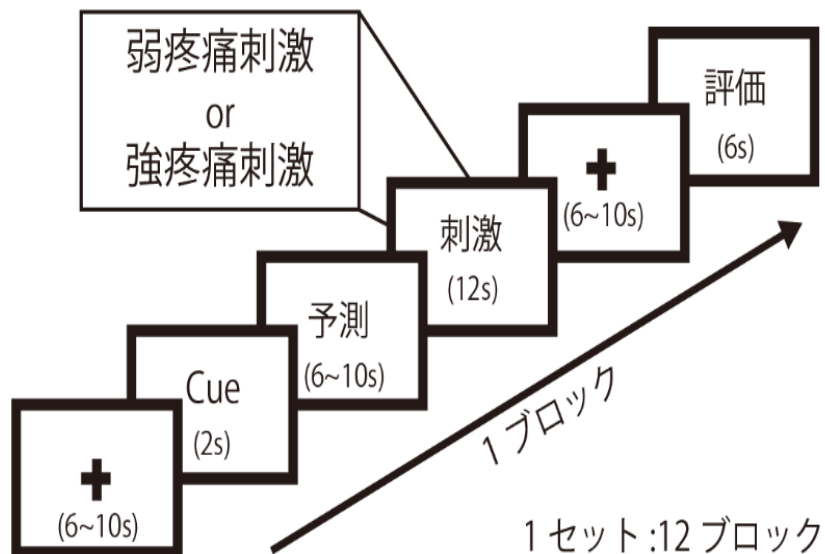 弱疼痛刺激
or
強疼痛刺激
評価
(6s)
+
(6~10s)
刺激
(12s)
予測
(6~10s)
Cue
(2s)
+
(6~10s)
1 ブロック
1 セット :12 ブロック